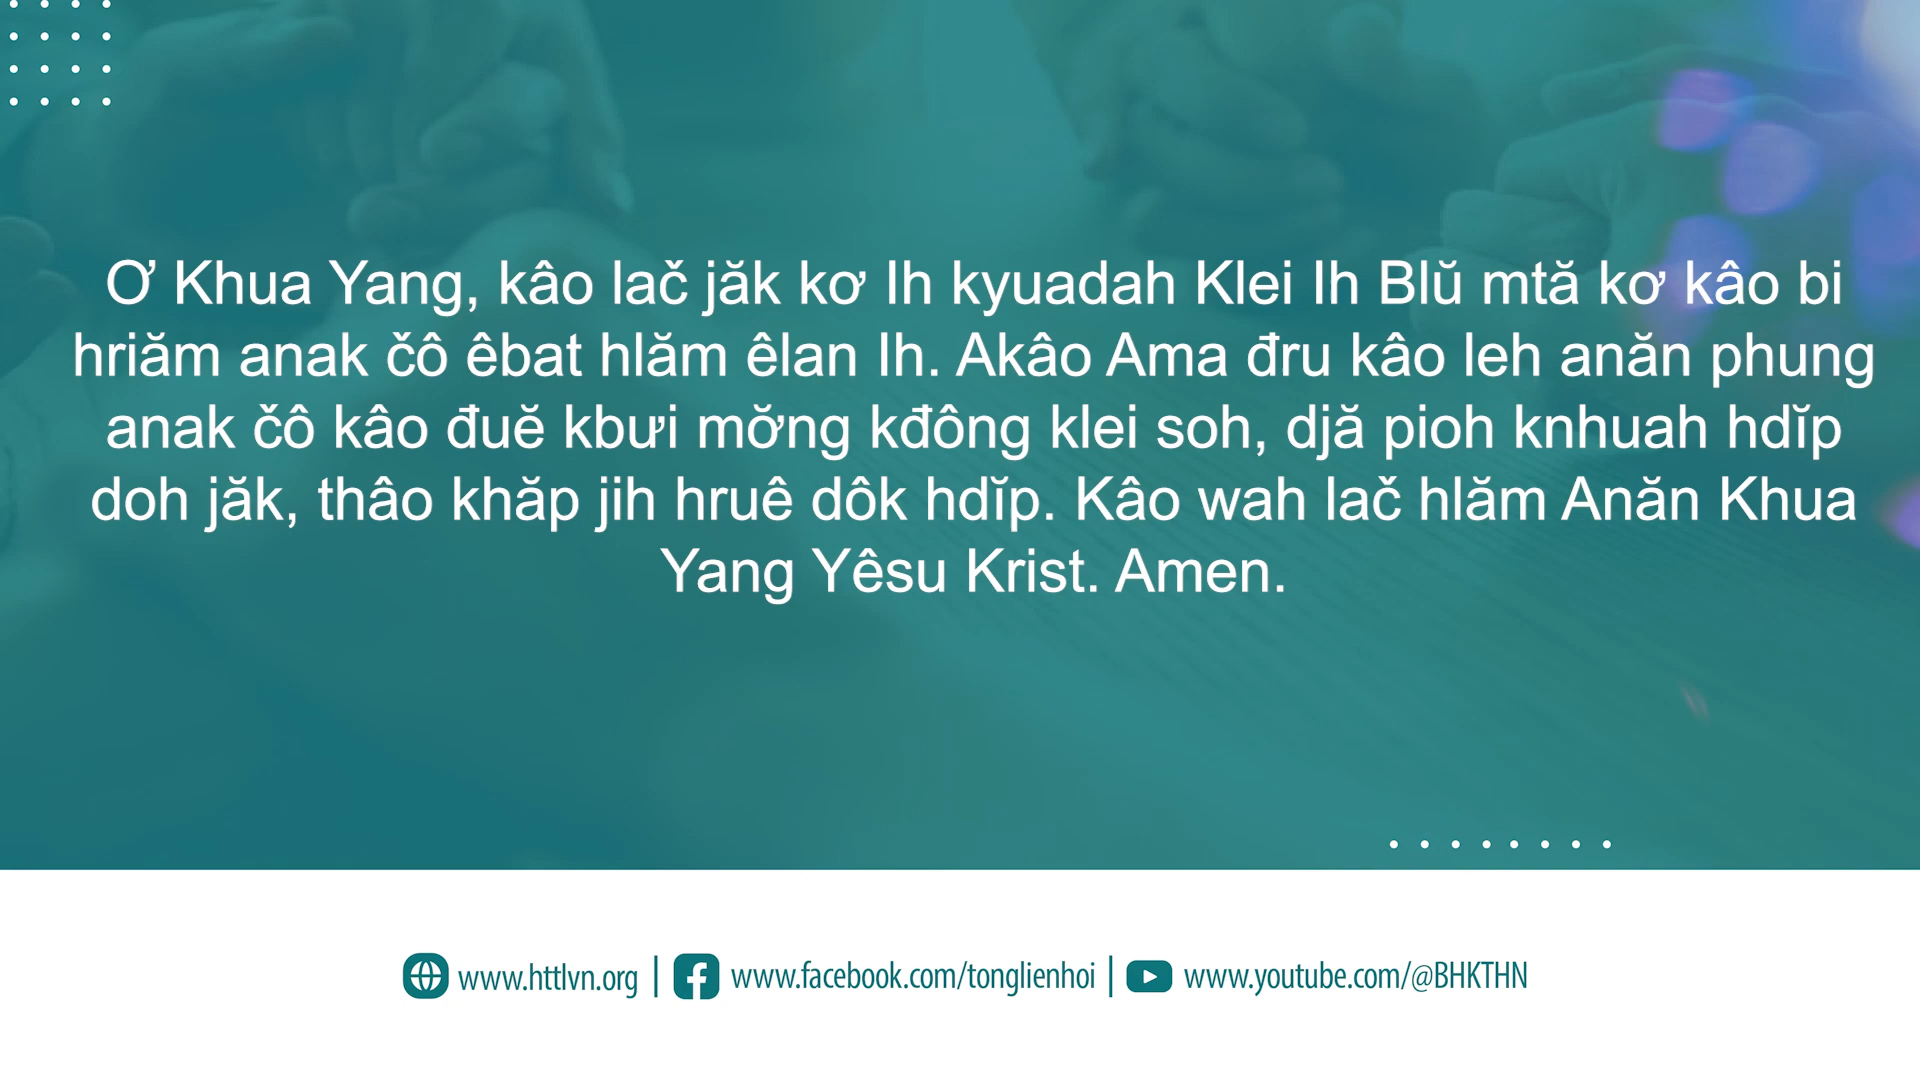 Ơ Khua Yang, kâo lač jăk kơ Ih kyuadah Klei Ih Blŭ mtă kơ kâo bi
hriăm anak čô êbat hlăm êlan Ih. Akâo Ama đru kâo leh anăn phung
anak čô kâo đuĕ kbưi mơ̆ng kđông klei soh, djă pioh knhuah hdĭp
doh jăk, thâo khăp jih hruê dôk hdĭp. Kâo wah lač hlăm Anăn Khua
Yang Yêsu Krist. Amen.
www.httlvn.org | www.facebook.com/tonglienhoi | www.youtube.com/@BHKTHN